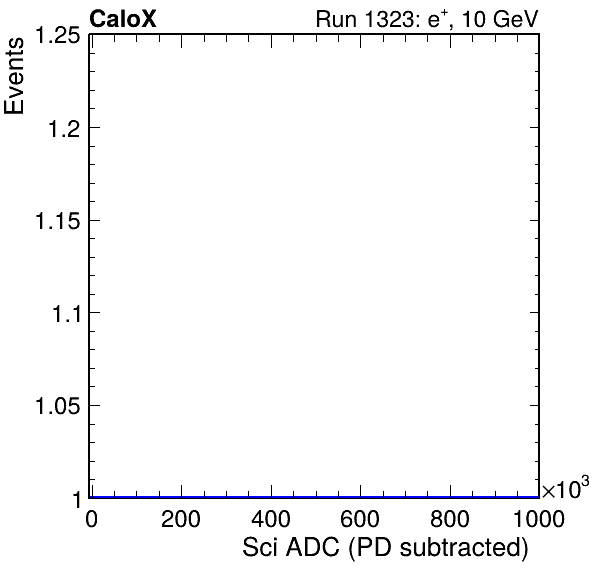 CaloX Run 1323: e⁺, 10 GeV
Events
1.25
1.2
1.15
1.1
1.05
1
0 200 400 600 800 1000
×10³
Sci ADC (PD subtracted)